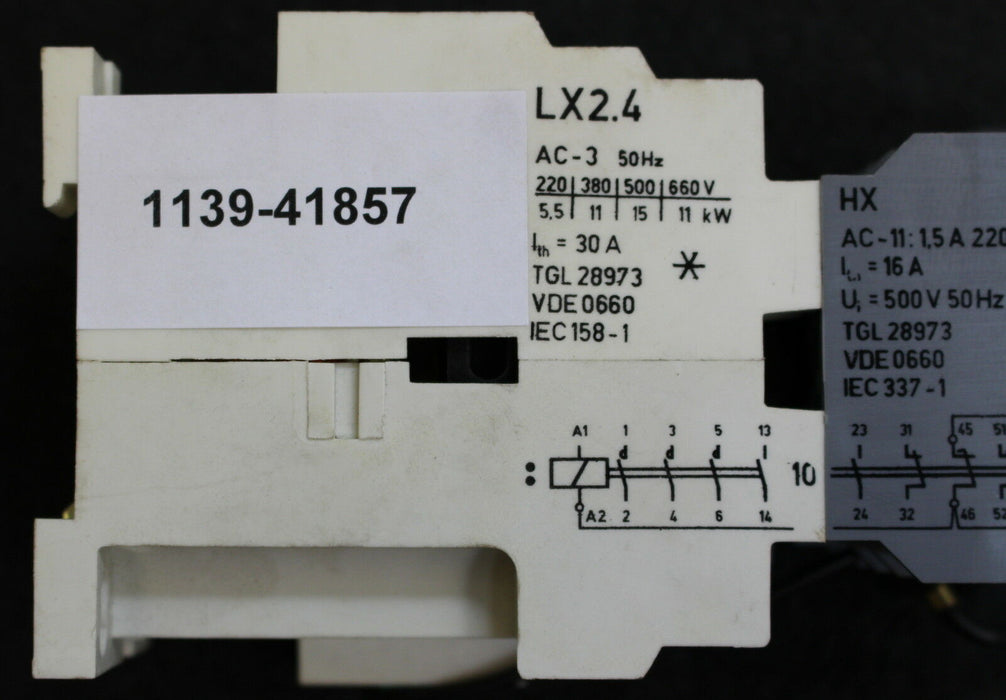 1139-41857
LX2.4
AC-3 50Hz
220 | 380 | 500 | 660 V
5,5 | 11 | 15 | 11 kW
Ith = 30 A
TGL 28973
VDE 0660
IEC 158-1
*
A1 1 3 5 13
10
A2 2 4 6 14
HX
AC-11: 1,5 A 220
= 16 A
Ui = 500 V 50 Hz
TGL 28973
VDE 0660
IEC 337-1
23 31 45 51
24 32 46 52